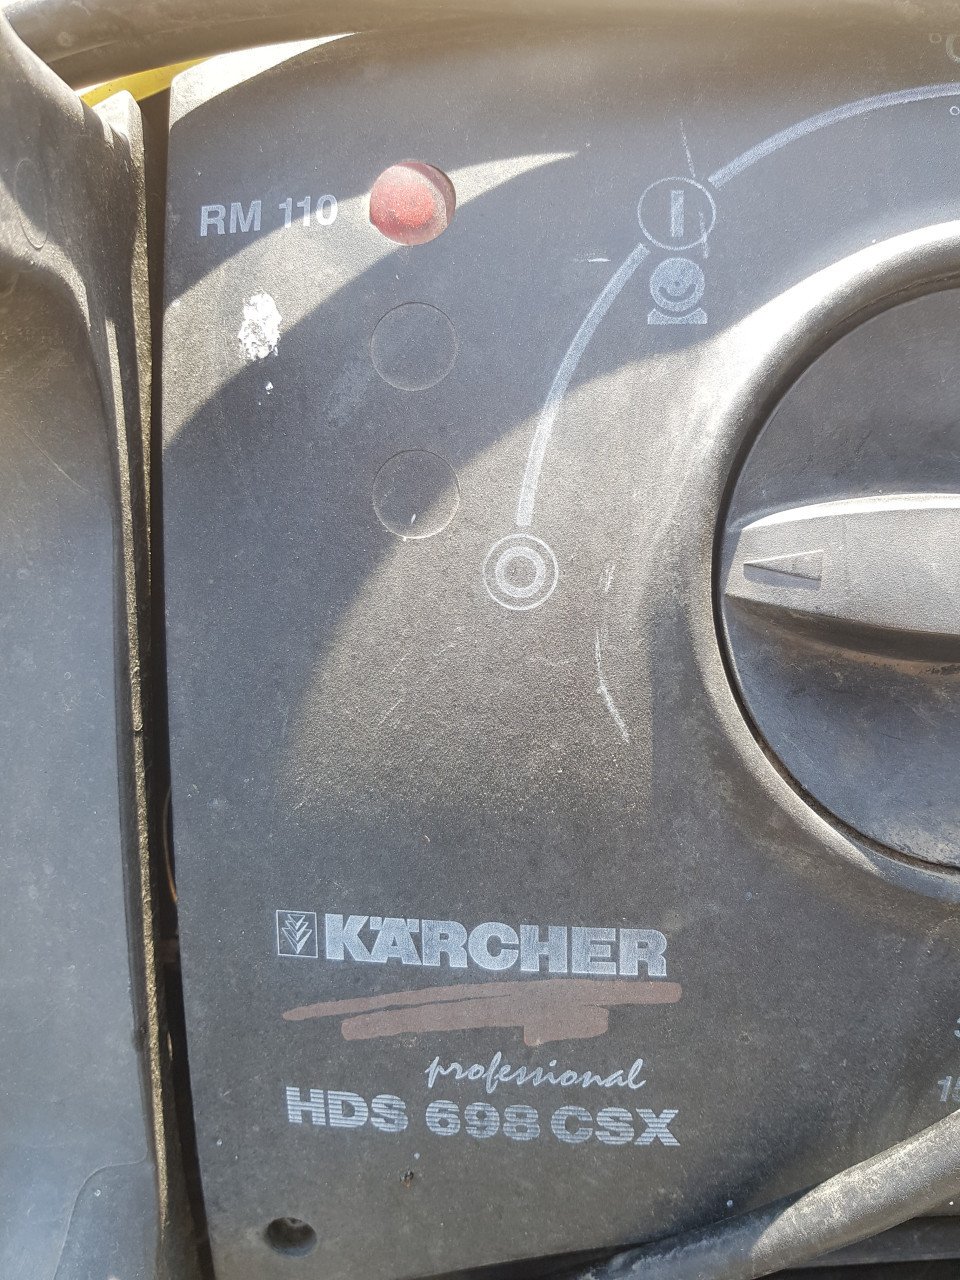 RM 110
KÄRCHER
professional
HDS 698 CSX